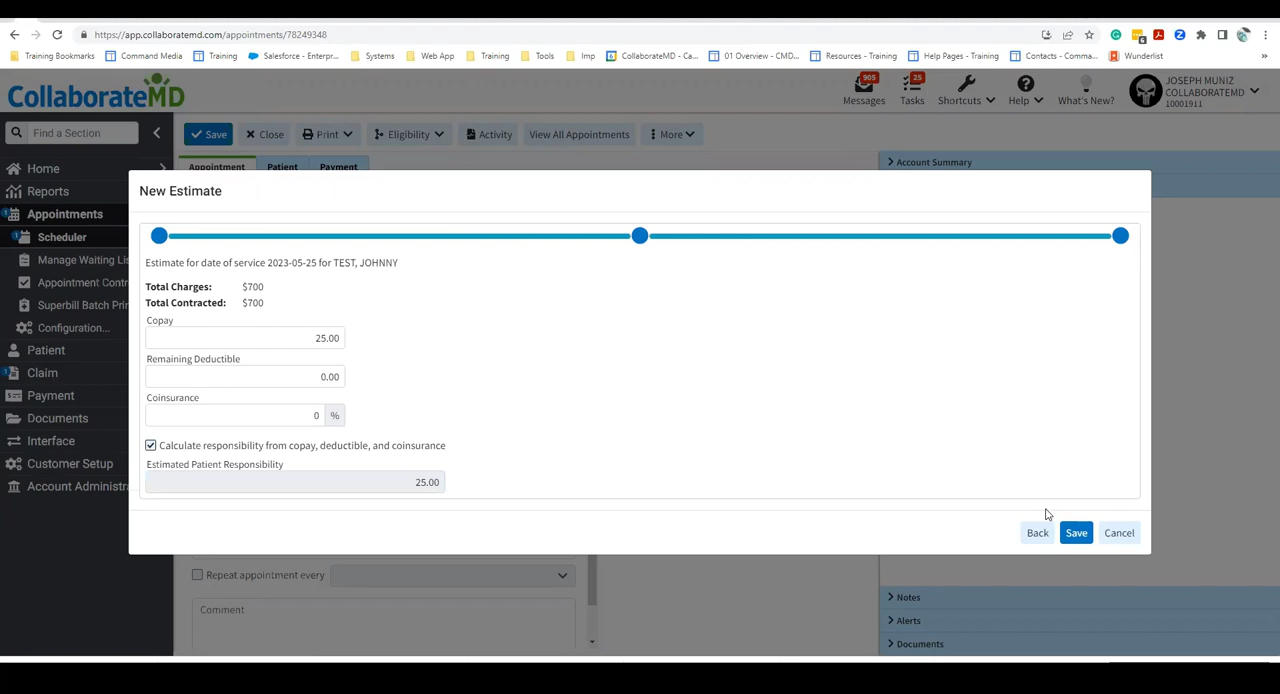 https://app.collaboratemd.com/appointments/78249348
Training Bookmarks Command Media Training Salesforce - Enterpr... Systems Web App Training Tools Imp CollaborateMD - Ca... 01 Overview - CMD... Resources - Training Help Pages - Training Contacts - Comma... Wunderlist »
CollaborateMD
905 25
Messages Tasks Shortcuts Help What's New?
JOSEPH MUNIZ
COLLABORATEMD
10001911
Find a Section
Save Close Print Eligibility Activity View All Appointments More
Home
Reports
1 Appointments
1 Scheduler
Manage Waiting Lis
Appointment Contr
Superbill Batch Prin
Configuration...
Patient
1 Claim
Payment
Documents
Interface
Customer Setup
Account Administra
Appointment Patient Payment
Account Summary
New Estimate
Estimate for date of service 2023-05-25 for TEST, JOHNNY
Total Charges: $700
Total Contracted: $700
Copay
25.00
Remaining Deductible
0.00
Coinsurance
0 %
Calculate responsibility from copay, deductible, and coinsurance
Estimated Patient Responsibility
25.00
Back Save Cancel
Repeat appointment every
Comment
Notes
Alerts
Documents